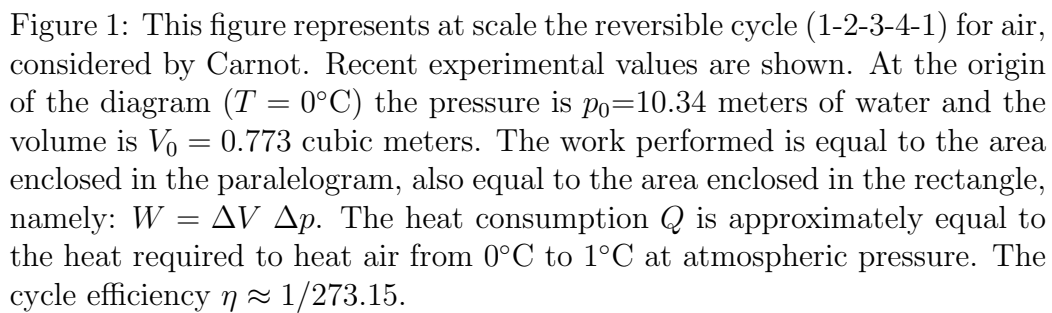 Figure 1: This figure represents at scale the reversible cycle (1-2-3-4-1) for air,
considered by Carnot. Recent experimental values are shown. At the origin
of the diagram (T = 0°C) the pressure is p₀=10.34 meters of water and the
volume is V₀ = 0.773 cubic meters. The work performed is equal to the area
enclosed in the paralelogram, also equal to the area enclosed in the rectangle,
namely: W = ΔV Δp. The heat consumption Q is approximately equal to
the heat required to heat air from 0°C to 1°C at atmospheric pressure. The
cycle efficiency η ≈ 1/273.15.